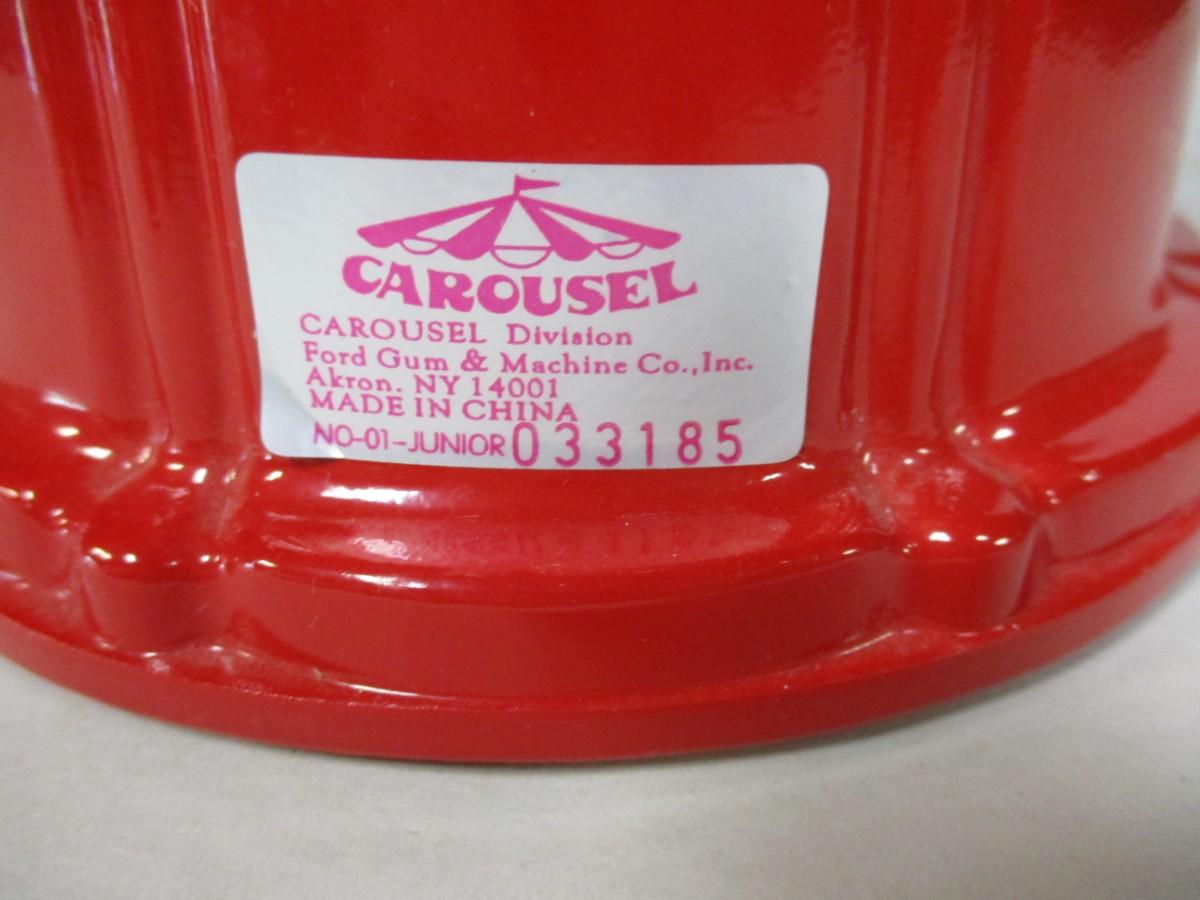 CAROUSEL
CAROUSEL Division
Ford Gum & Machine Co.,Inc.
Akron. NY 14001
MADE IN CHINA
NO-01-JUNIOR 033185